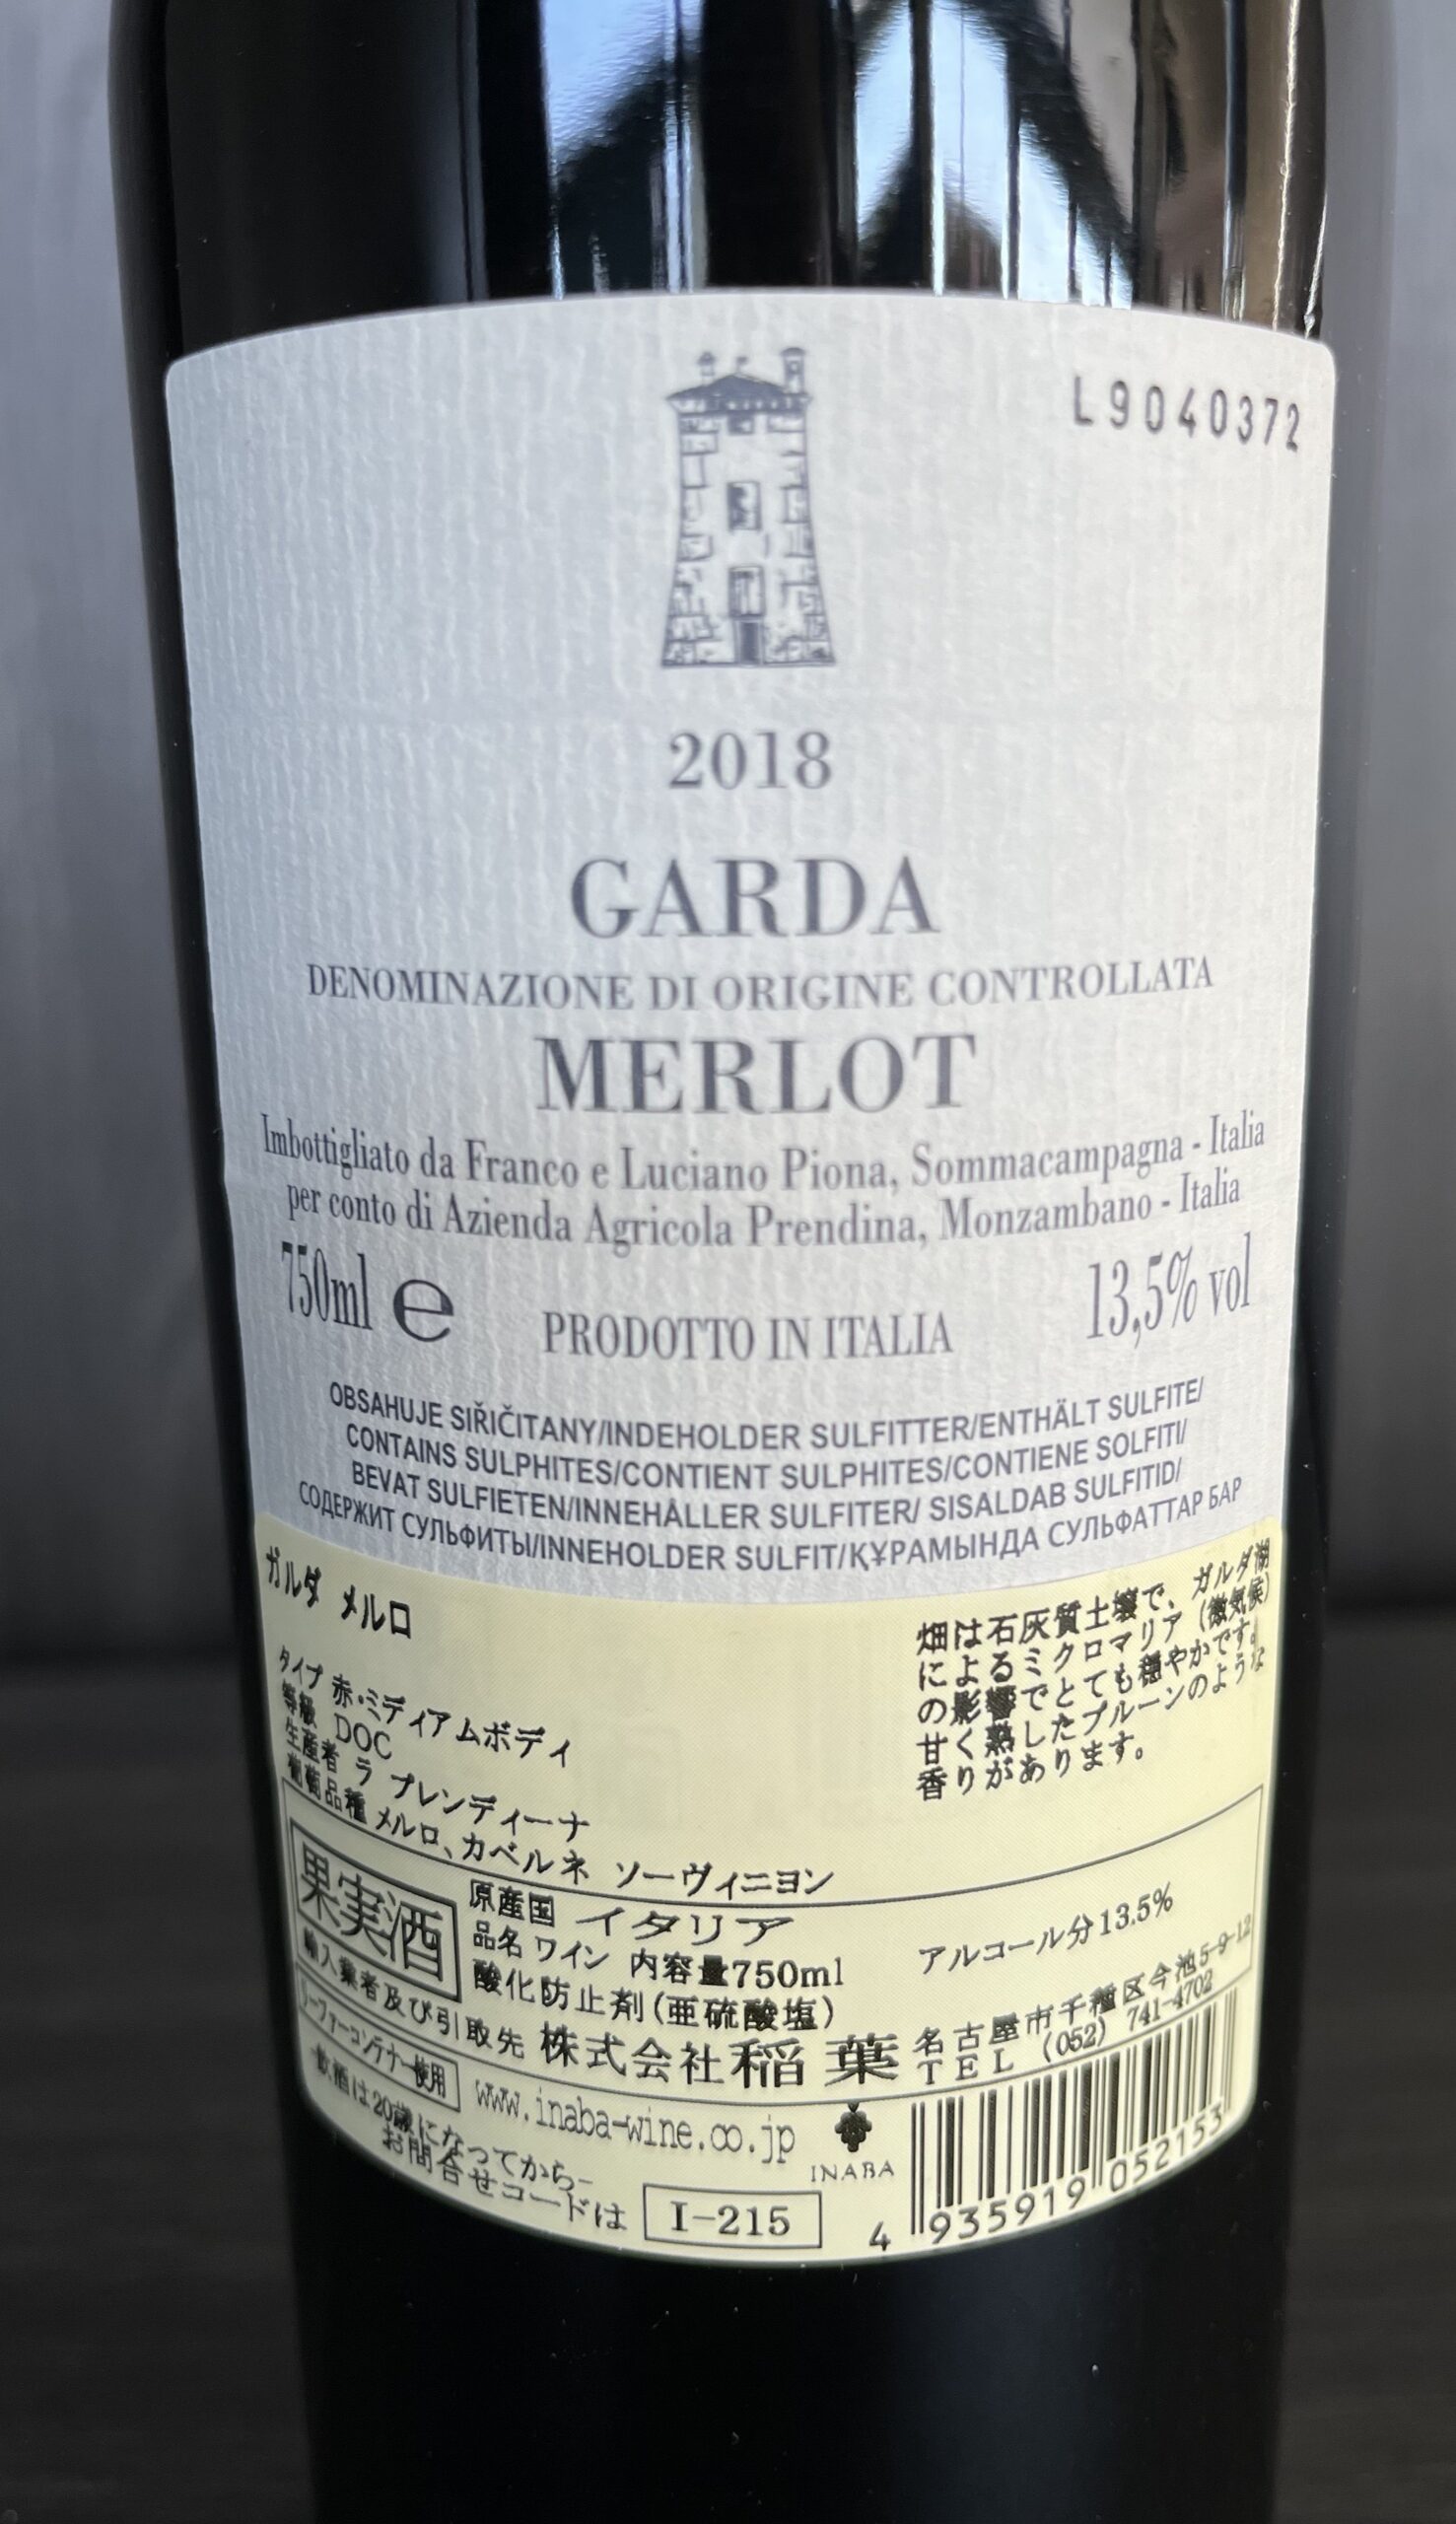 L9040372
2018
GARDA
DENOMINAZIONE DI ORIGINE CONTROLLATA
MERLOT
Imbottigliato da Franco e Luciano Piona, Sommacampagna - Italia
per conto di Azienda Agricola Prendina, Monzambano - Italia
750ml e PRODOTTO IN ITALIA 13,5% vol
OBSAHUJE SIŘIČITANY/INDEHOLDER SULFITTER/ENTHÄLT SULFITE/
CONTAINS SULPHITES/CONTIENT SULPHITES/CONTIENE SOLFITI/
BEVAT SULFIETEN/INNEHÅLLER SULFITER/ SISALDAB SULFITID/
СОДЕРЖИТ СУЛЬФИТЫ/INNEHOLDER SULFIT/ҚҰРАМЫНДА СУЛЬФАТТАР БАР
ガルダ メルロ
タイプ 赤・ミディアムボディ
等級 DOC
生産者 ラ プレンディーナ
葡萄品種 メルロ、カベルネ ソーヴィニヨン
畑は石灰質土壌で、ガルダ湖
によるミクロマリア(微気候)
の影響でとても穏やかです。
甘く熟したプルーンのような
香りがあります。
果実酒
原産国 イタリア
品名 ワイン 内容量750ml
アルコール分13.5%
酸化防止剤(亜硫酸塩)
輸入業者及び引取先 株式会社 稲葉
名古屋市千種区今池5-9-12
TEL (052) 741-4702
リーファーコンテナー使用
www.inaba-wine.co.jp
INABA
飲酒は20歳になってから
お問合せコードは I-215
4 935919 052153